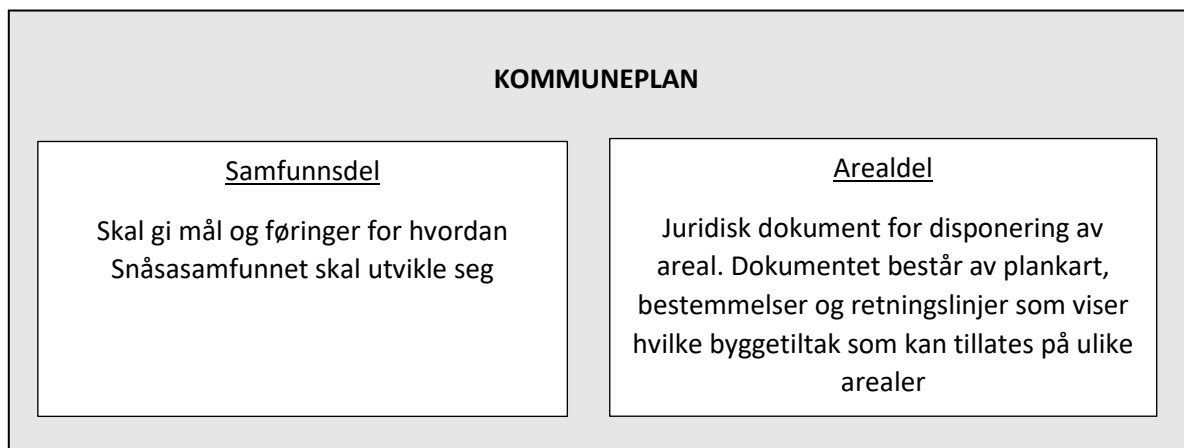 KOMMUNEPLAN
Samfunnsdel
Skal gi mål og føringer for hvordan
Snåsasamfunnet skal utvikle seg
Arealdel
Juridisk dokument for disponering av
areal. Dokumentet består av plankart,
bestemmelser og retningslinjer som viser
hvilke byggetiltak som kan tillates på ulike
arealer